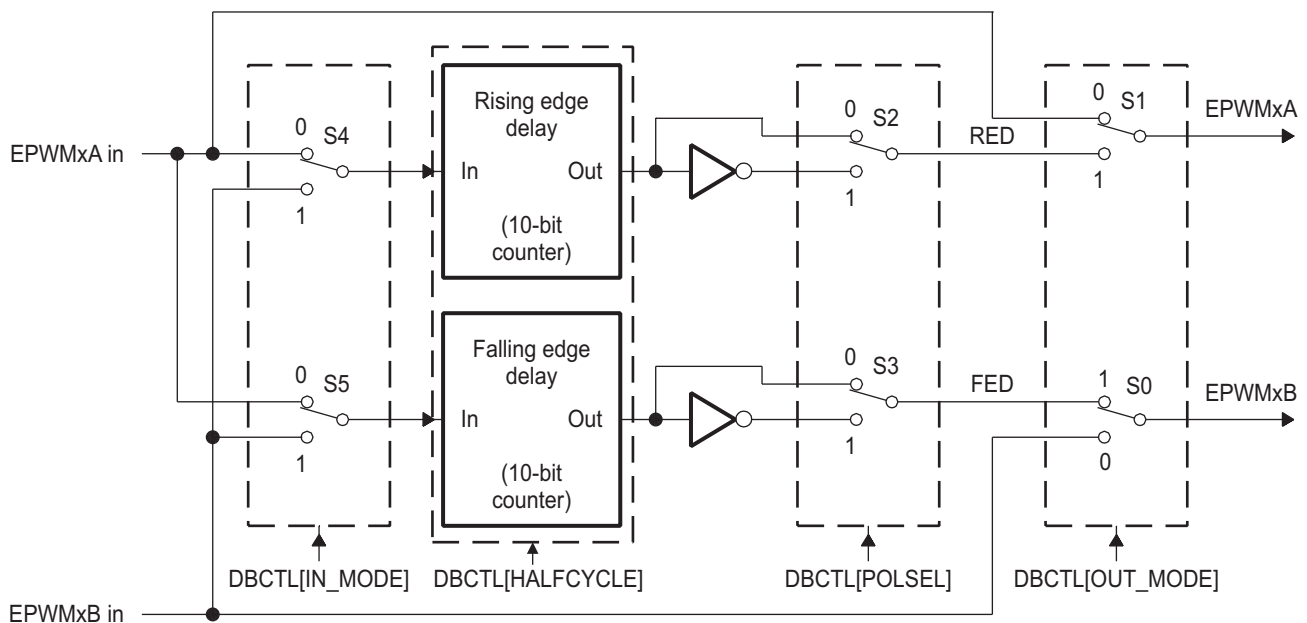 0
S1
EPWMxA
Rising edge
delay
0
S2
RED
0
S4
EPWMxA in
In
Out
1
1
1
(10-bit
counter)
Falling edge
delay
0
S3
FED
1
S0
EPWMxB
0
S5
In
Out
1
1
0
(10-bit
counter)
DBCTL[IN_MODE]
DBCTL[HALFCYCLE]
DBCTL[POLSEL]
DBCTL[OUT_MODE]
EPWMxB in